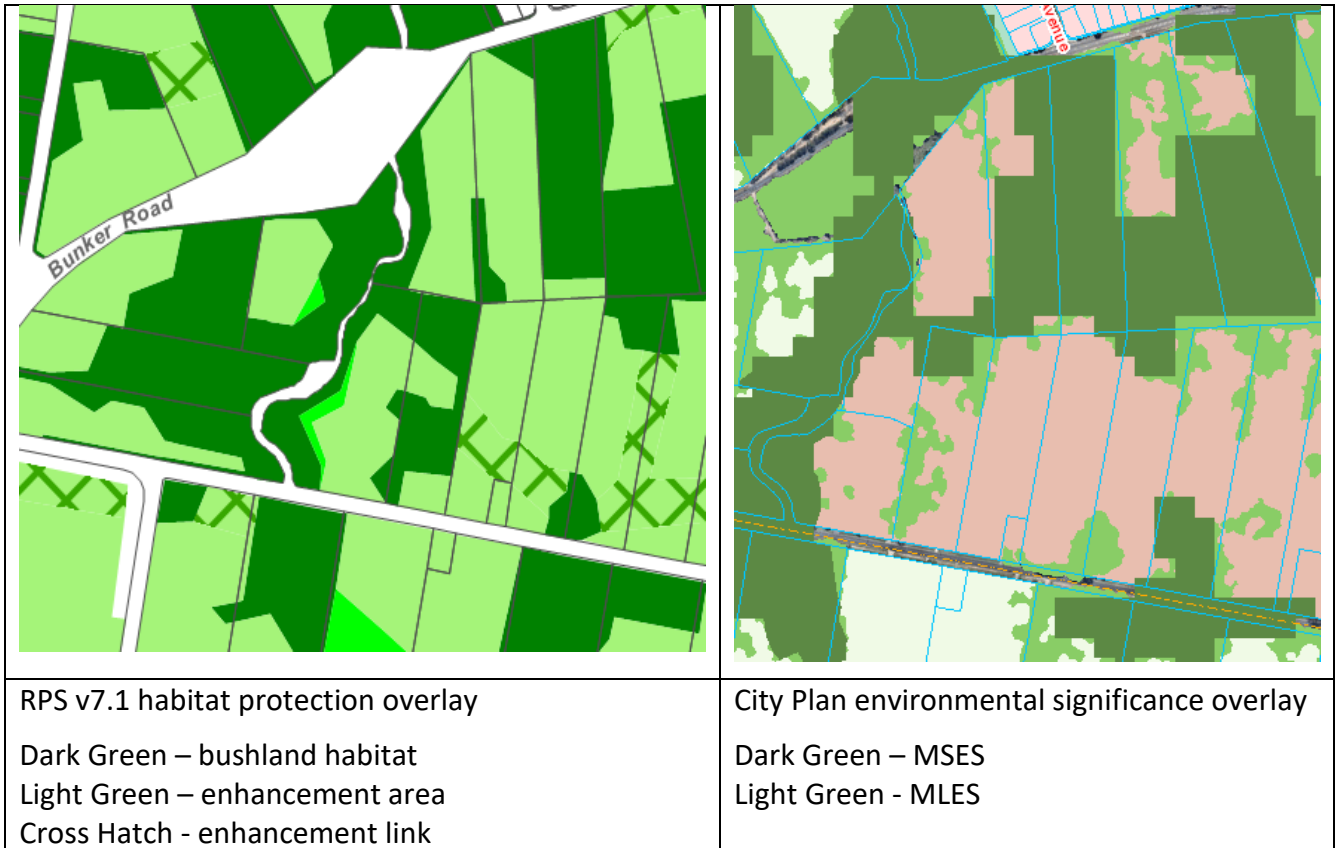 Bunker Road
Avenue
RPS v7.1 habitat protection overlay
Dark Green – bushland habitat
Light Green – enhancement area
Cross Hatch - enhancement link
City Plan environmental significance overlay
Dark Green – MSES
Light Green - MLES